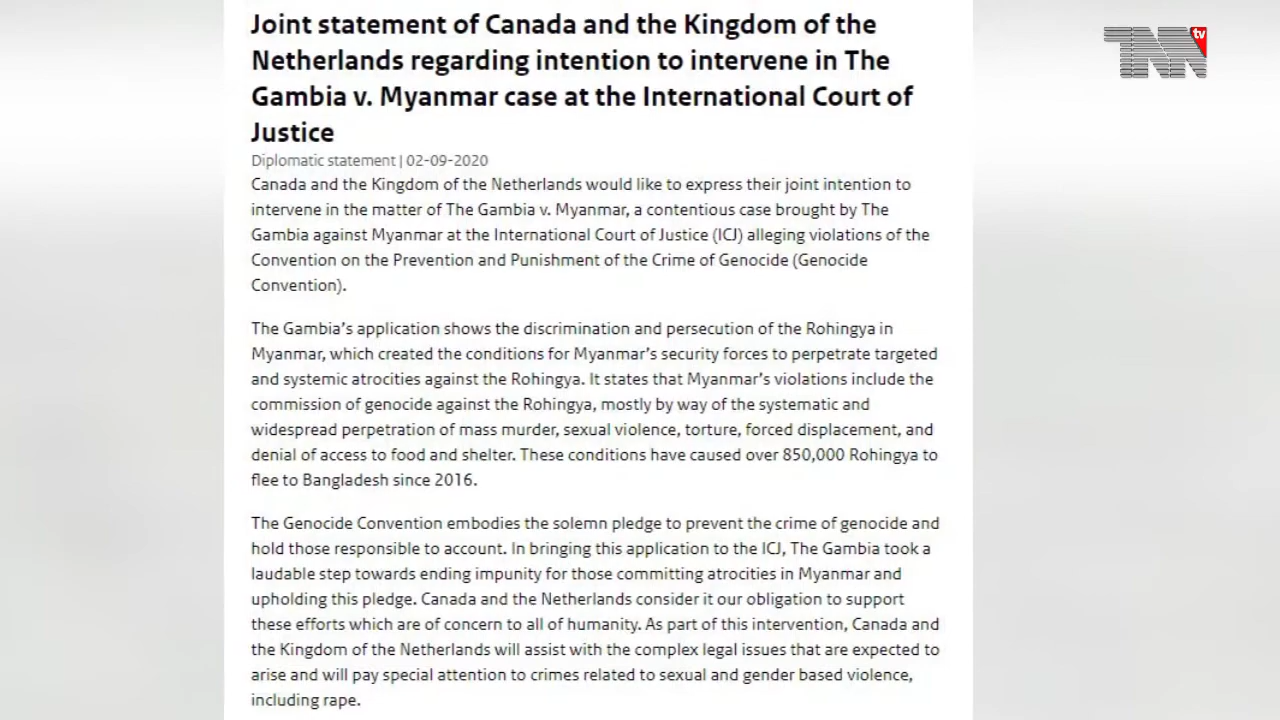 Joint statement of Canada and the Kingdom of the
Netherlands regarding intention to intervene in The
Gambia v. Myanmar case at the International Court of
Justice
Diplomatic statement | 02-09-2020
Canada and the Kingdom of the Netherlands would like to express their joint intention to
intervene in the matter of The Gambia v. Myanmar, a contentious case brought by The
Gambia against Myanmar at the International Court of Justice (ICJ) alleging violations of the
Convention on the Prevention and Punishment of the Crime of Genocide (Genocide
Convention).
The Gambia's application shows the discrimination and persecution of the Rohingya in
Myanmar, which created the conditions for Myanmar's security forces to perpetrate targeted
and systemic atrocities against the Rohingya. It states that Myanmar's violations include the
commission of genocide against the Rohingya, mostly by way of the systematic and
widespread perpetration of mass murder, sexual violence, torture, forced displacement, and
denial of access to food and shelter. These conditions have caused over 850,000 Rohingya to
flee to Bangladesh since 2016.
The Genocide Convention embodies the solemn pledge to prevent the crime of genocide and
hold those responsible to account. In bringing this application to the ICJ, The Gambia took a
laudable step towards ending impunity for those committing atrocities in Myanmar and
upholding this pledge. Canada and the Netherlands consider it our obligation to support
these efforts which are of concern to all of humanity. As part of this intervention, Canada and
the Kingdom of the Netherlands will assist with the complex legal issues that are expected to
arise and will pay special attention to crimes related to sexual and gender based violence,
including rape.
TNN tv